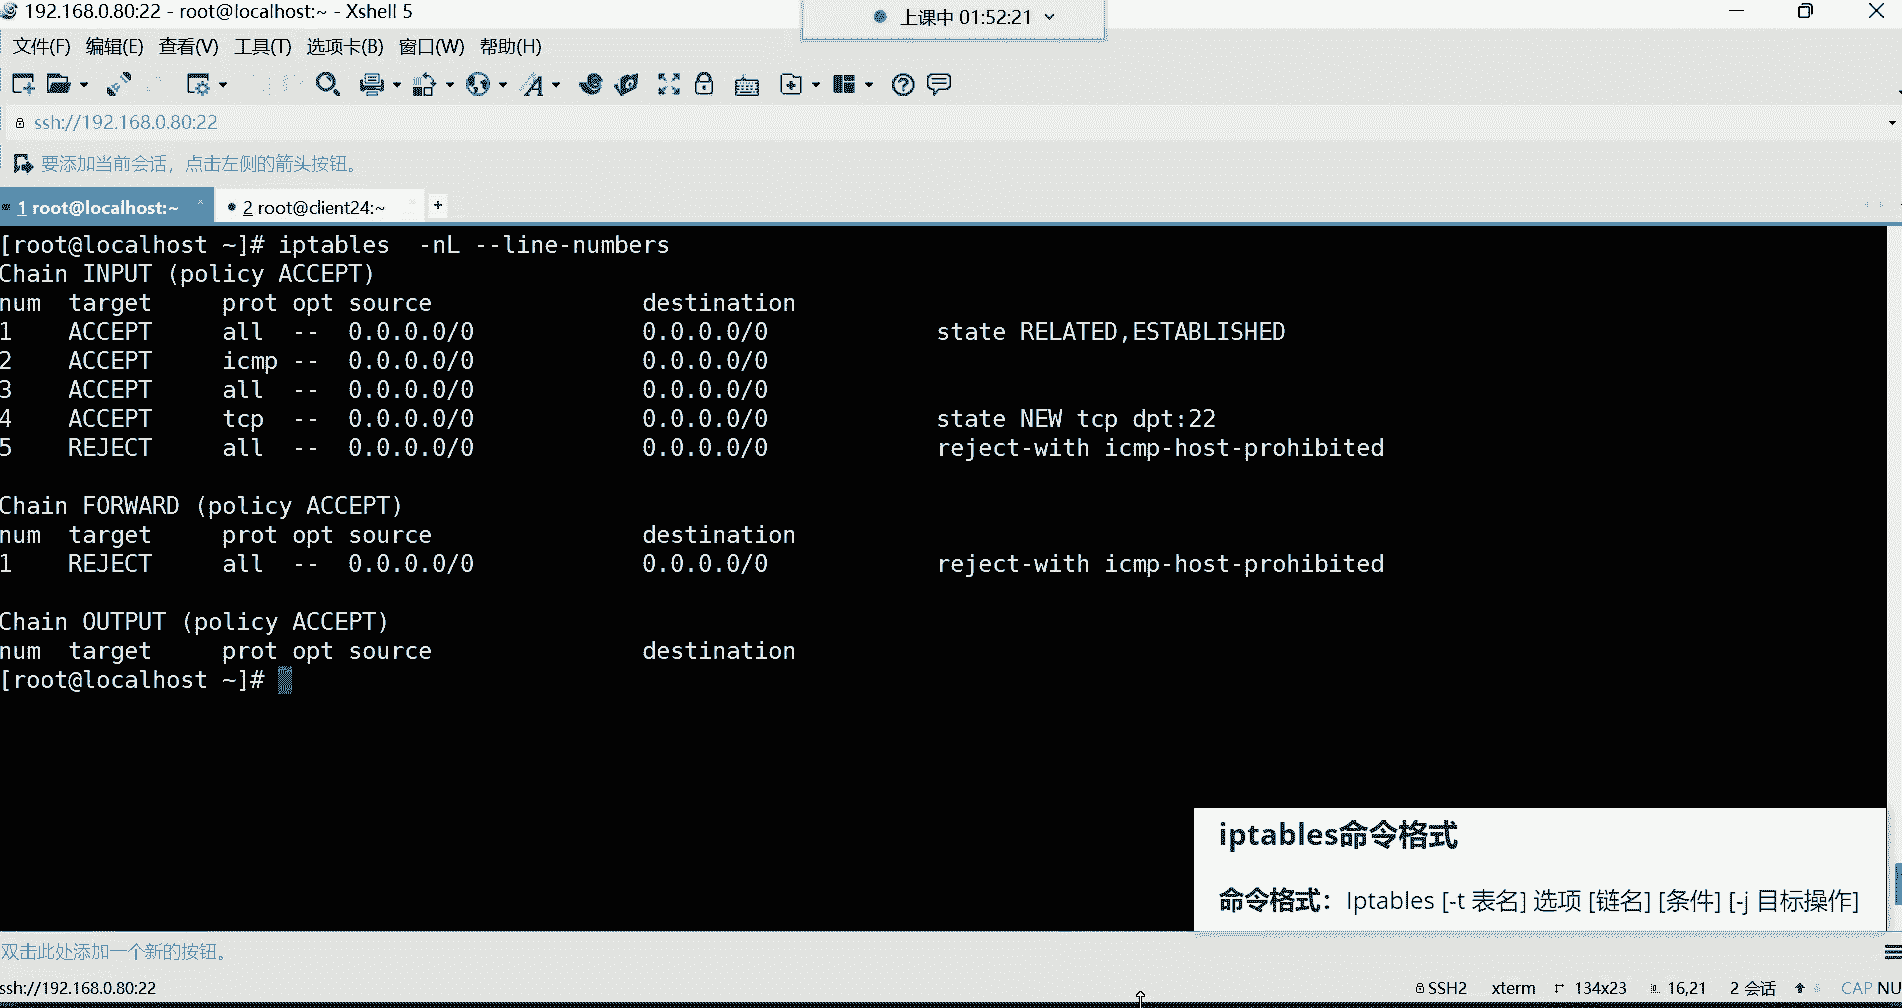 192.168.0.80:22 - root@localhost:~ - Xshell 5
上课中 01:52:21
文件(F) 编辑(E) 查看(V) 工具(T) 选项卡(B) 窗口(W) 帮助(H)
ssh://192.168.0.80:22
要添加当前会话，点击左侧的箭头按钮。
1 root@localhost:~ 2 root@client24:~ +
[root@localhost ~]# iptables  -nL --line-numbers
Chain INPUT (policy ACCEPT)
num  target     prot opt source               destination
1    ACCEPT     all  --  0.0.0.0/0            0.0.0.0/0            state RELATED,ESTABLISHED
2    ACCEPT     icmp --  0.0.0.0/0            0.0.0.0/0
3    ACCEPT     all  --  0.0.0.0/0            0.0.0.0/0
4    ACCEPT     tcp  --  0.0.0.0/0            0.0.0.0/0            state NEW tcp dpt:22
5    REJECT     all  --  0.0.0.0/0            0.0.0.0/0            reject-with icmp-host-prohibited
Chain FORWARD (policy ACCEPT)
num  target     prot opt source               destination
1    REJECT     all  --  0.0.0.0/0            0.0.0.0/0            reject-with icmp-host-prohibited
Chain OUTPUT (policy ACCEPT)
num  target     prot opt source               destination
[root@localhost ~]#
iptables命令格式
命令格式：Iptables [-t 表名] 选项 [链名] [条件] [-j 目标操作]
双击此处添加一个新的按钮。
ssh://192.168.0.80:22 SSH2 xterm 134x23 16,21 2 会话 CAP NU